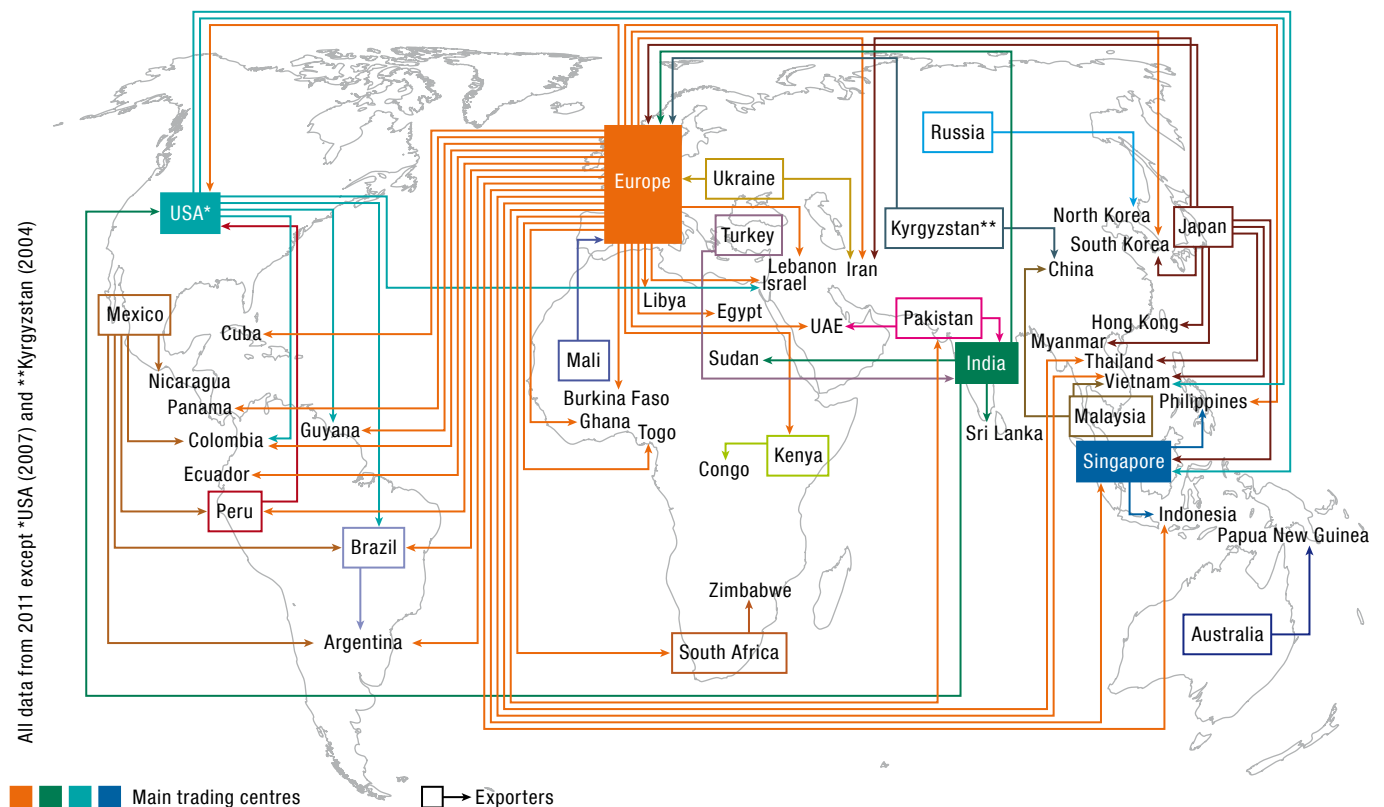 All data from 2011 except *USA (2007) and **Kyrgyzstan (2004)
Russia
Europe
Ukraine
USA*
North Korea
Japan
Turkey
Kyrgyzstan**
South Korea
Lebanon
Iran
China
Israel
Libya
Mexico
Egypt
UAE
Pakistan
Hong Kong
Cuba
Myanmar
Mali
Sudan
India
Thailand
Nicaragua
Vietnam
Burkina Faso
Philippines
Panama
Malaysia
Ghana
Guyana
Togo
Sri Lanka
Colombia
Kenya
Congo
Singapore
Ecuador
Peru
Indonesia
Papua New Guinea
Brazil
Zimbabwe
Argentina
South Africa
Australia
Main trading centres
Exporters